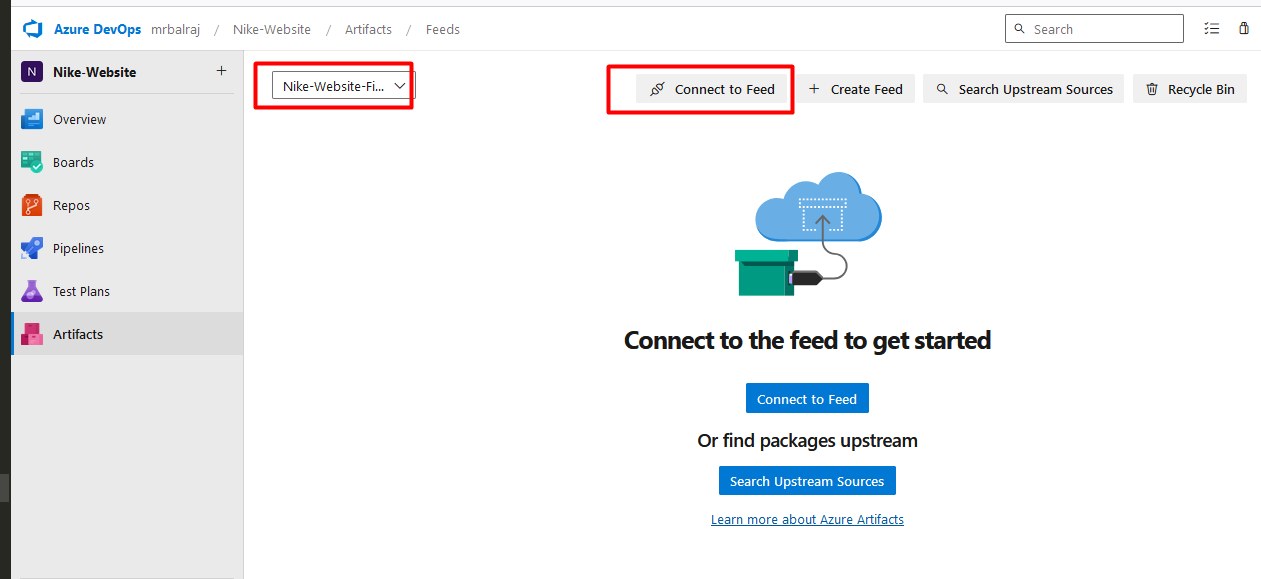 Azure DevOps mrbalraj / Nike-Website / Artifacts / Feeds
Search
N Nike-Website +
Nike-Website-Fi...
Connect to Feed
+ Create Feed
Search Upstream Sources
Recycle Bin
Overview
Boards
Repos
Pipelines
Test Plans
Artifacts
Connect to the feed to get started
Connect to Feed
Or find packages upstream
Search Upstream Sources
Learn more about Azure Artifacts